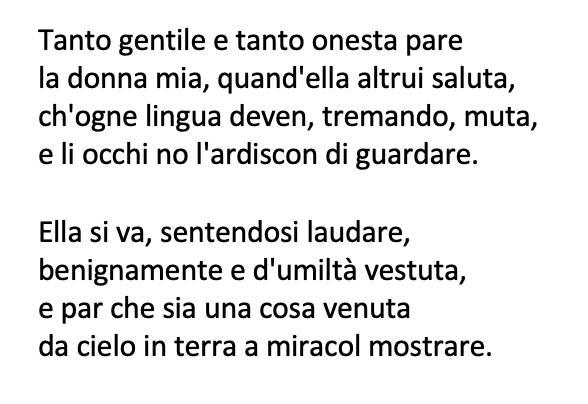 Tanto gentile e tanto onesta pare
la donna mia, quand'ella altrui saluta,
ch'ogne lingua deven, tremando, muta,
e li occhi no l'ardiscon di guardare.

Ella si va, sentendosi laudare,
benignamente e d'umiltà vestuta,
e par che sia una cosa venuta
da cielo in terra a miracol mostrare.